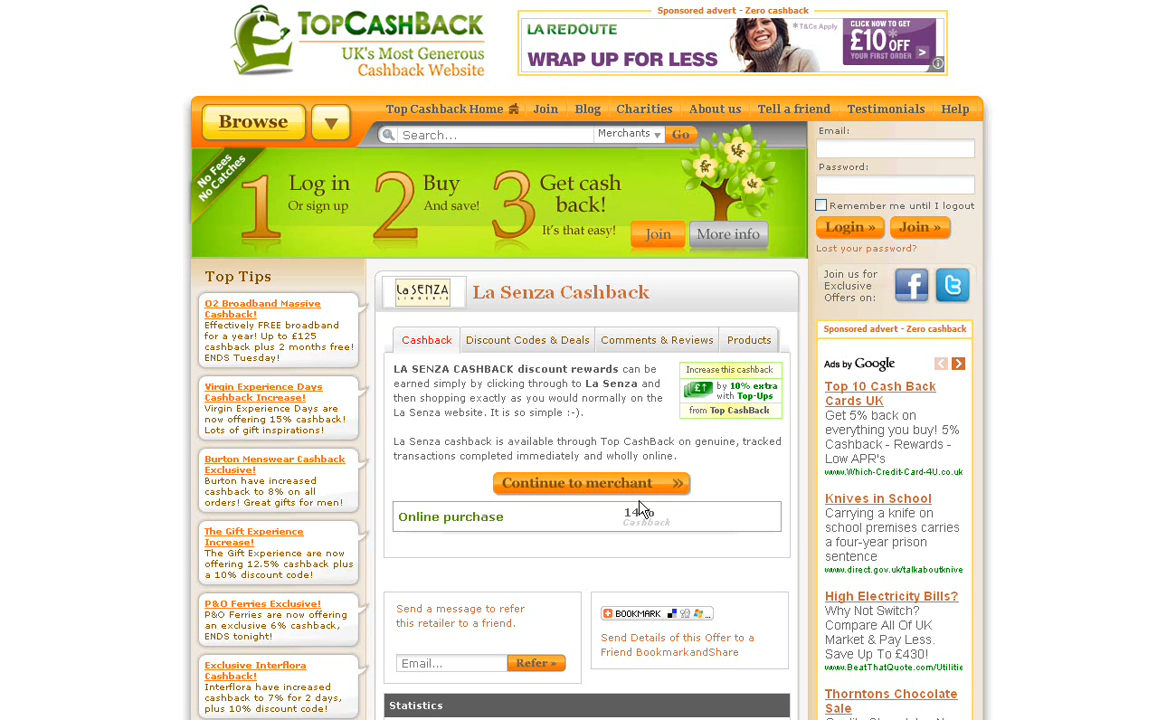 TOPCASHBACK
UK's Most Generous
Cashback Website
Sponsored advert - Zero cashback
LA REDOUTE
WRAP UP FOR LESS
*T&Cs Apply
CLICK NOW TO GET
£10*OFF
YOUR FIRST ORDER
Browse
Top Cashback Home
Join
Blog
Charities
About us
Tell a friend
Testimonials
Help
Search...
Merchants
Go
No Fees
No Catches
1 Log in
Or sign up
2 Buy
And save!
3 Get cash
back!
It's that easy!
Join
More info
Email:
Password:
Remember me until I logout
Login »
Join »
Lost your password?
Join us for
Exclusive
Offers on:
Top Tips
O2 Broadband Massive
Cashback!
Effectively FREE broadband
for a year! Up to £125
cashback plus 2 months free!
ENDS Tuesday!
Virgin Experience Days
Cashback Increase!
Virgin Experience Days are
now offering 15% cashback!
Lots of gift inspirations!
Burton Menswear Cashback
Exclusive!
Burton have increased
cashback to 8% on all
orders! Great gifts for men!
The Gift Experience
Increase!
The Gift Experience are now
offering 12.5% cashback plus
a 10% discount code!
P&O Ferries Exclusive!
P&O Ferries are now offering
an exclusive 6% cashback,
ENDS tonight!
Exclusive Interflora
Cashback!
Interflora have increased
cashback to 7% for 2 days,
plus 10% discount code!
La SENZA
LINGERIE
La Senza Cashback
Cashback
Discount Codes & Deals
Comments & Reviews
Products
LA SENZA CASHBACK discount rewards can be
earned simply by clicking through to La Senza and
then shopping exactly as you would normally on the
La Senza website. It is so simple :-).
Increase this cashback
by 10% extra
with Top-Ups
from Top CashBack
La Senza cashback is available through Top CashBack on genuine, tracked
transactions completed immediately and wholly online.
Continue to merchant »
Online purchase
Cashback
Send a message to refer
this retailer to a friend.
Email...
Refer »
BOOKMARK
Send Details of this Offer to a
Friend BookmarkandShare
Statistics
Sponsored advert - Zero cashback
Ads by Google
Top 10 Cash Back
Cards UK
Get 5% back on
everything you buy! 5%
Cashback - Rewards -
Low APR's
www.Which-Credit-Card-4U.co.uk
Knives in School
Carrying a knife on
school premises carries
a four-year prison
sentence
www.direct.gov.uk/talkaboutknive
High Electricity Bills?
Why Not Switch?
Compare All Of UK
Market & Pay Less.
Save Up To £430!
www.BeatThatQuote.com/Utilitie
Thorntons Chocolate
Sale